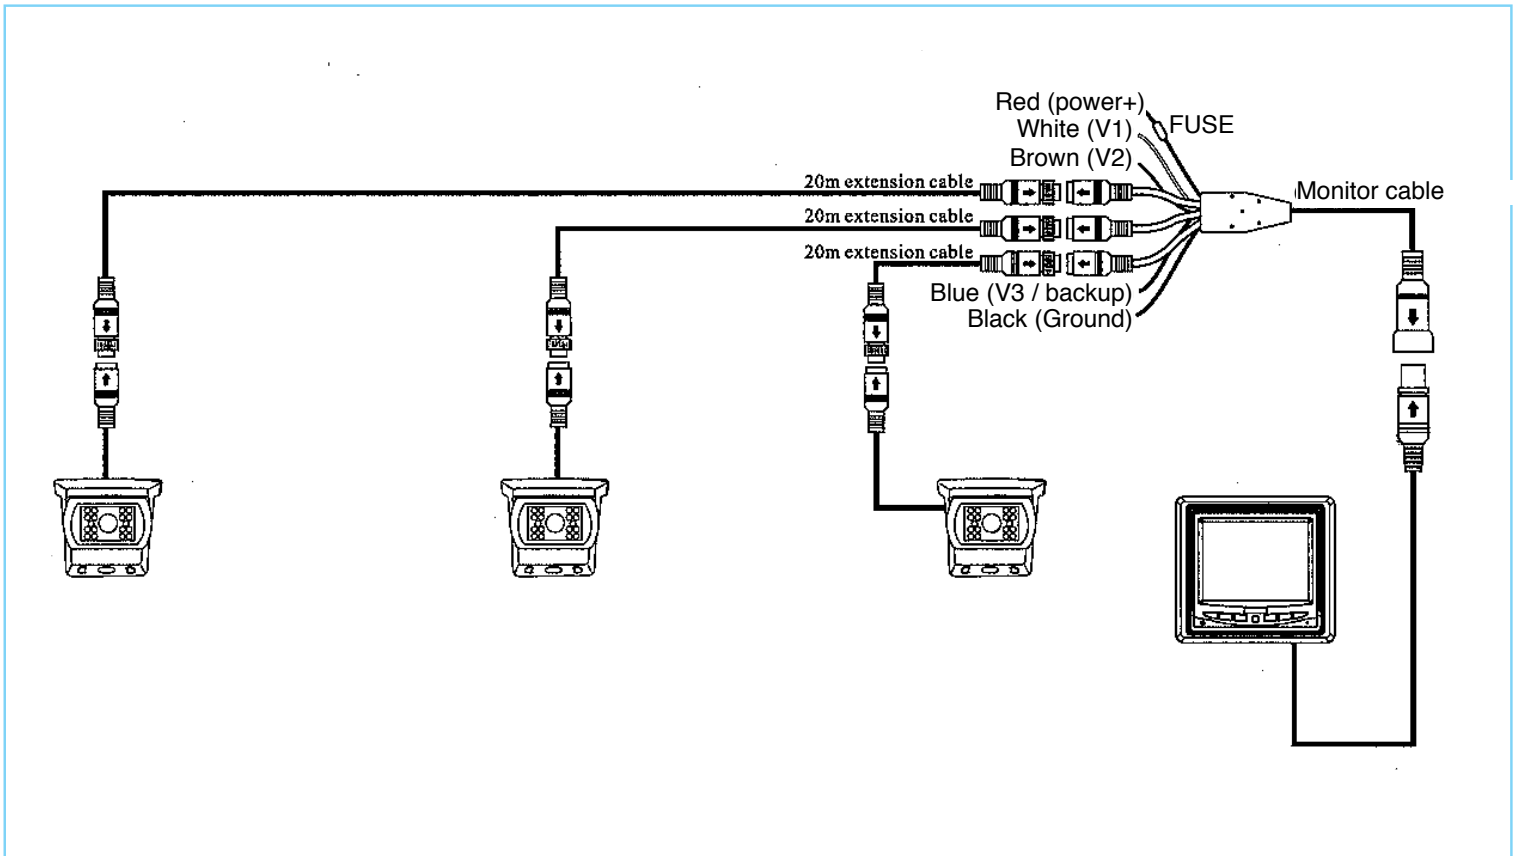 Red (power+)
FUSE
White (V1)
Brown (V2)
20m extension cable
Monitor cable
20m extension cable
20m extension cable
Blue (V3 / backup)
Black (Ground)